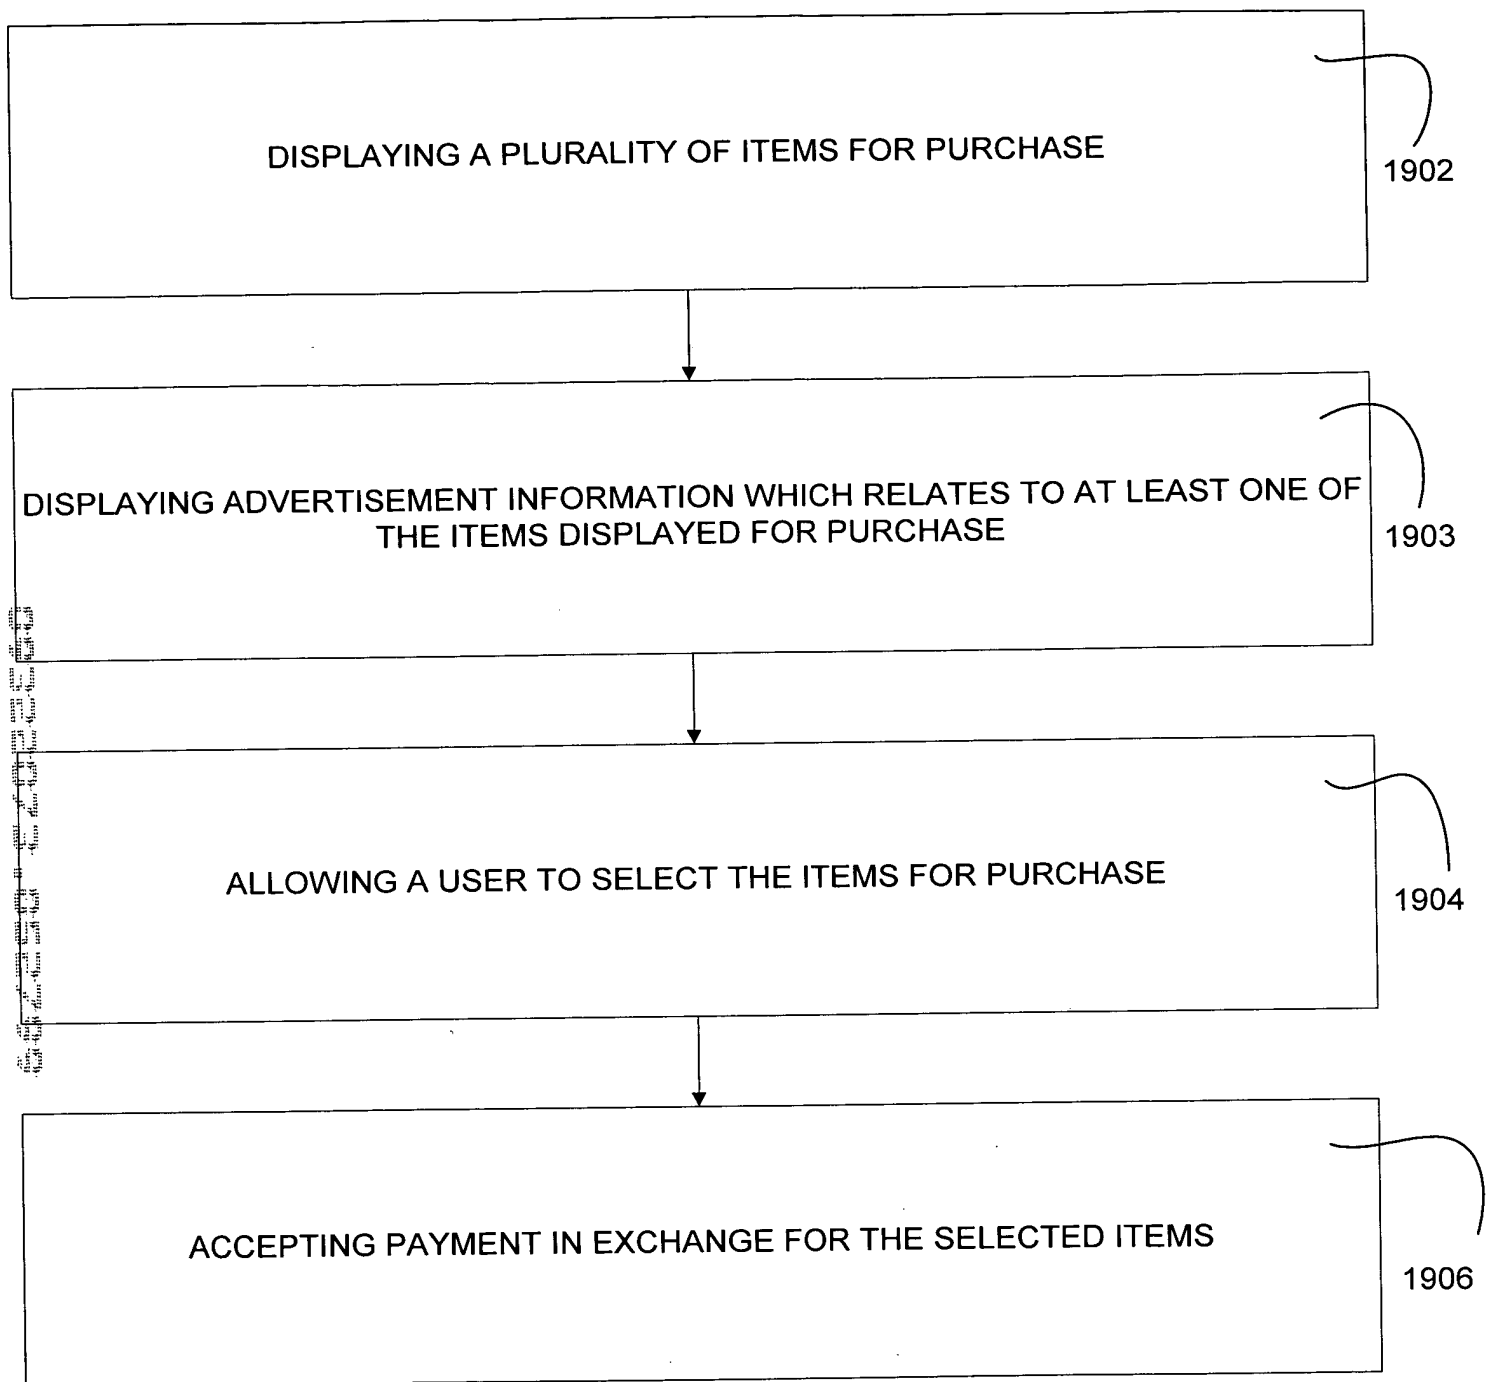 DISPLAYING A PLURALITY OF ITEMS FOR PURCHASE
1902
DISPLAYING ADVERTISEMENT INFORMATION WHICH RELATES TO AT LEAST ONE OF
THE ITEMS DISPLAYED FOR PURCHASE
1903
ALLOWING A USER TO SELECT THE ITEMS FOR PURCHASE
1904
ACCEPTING PAYMENT IN EXCHANGE FOR THE SELECTED ITEMS
1906